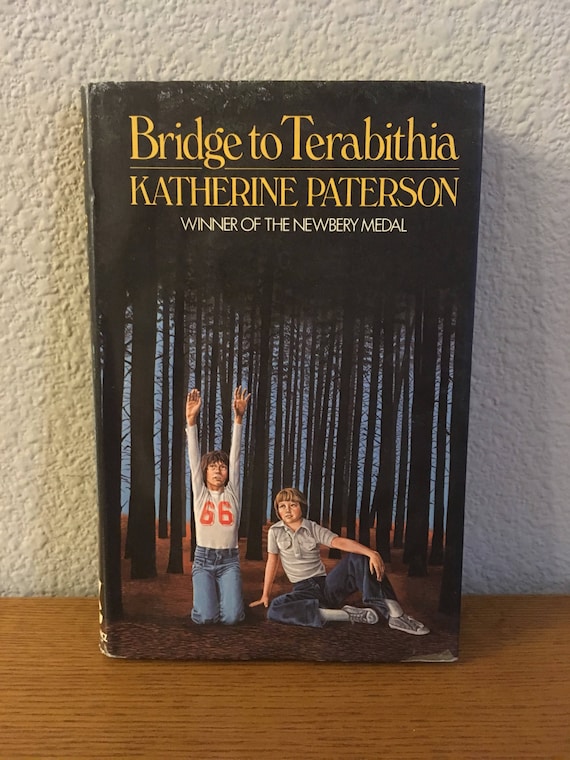 Bridge to Terabithia
KATHERINE PATERSON
WINNER OF THE NEWBERY MEDAL
66